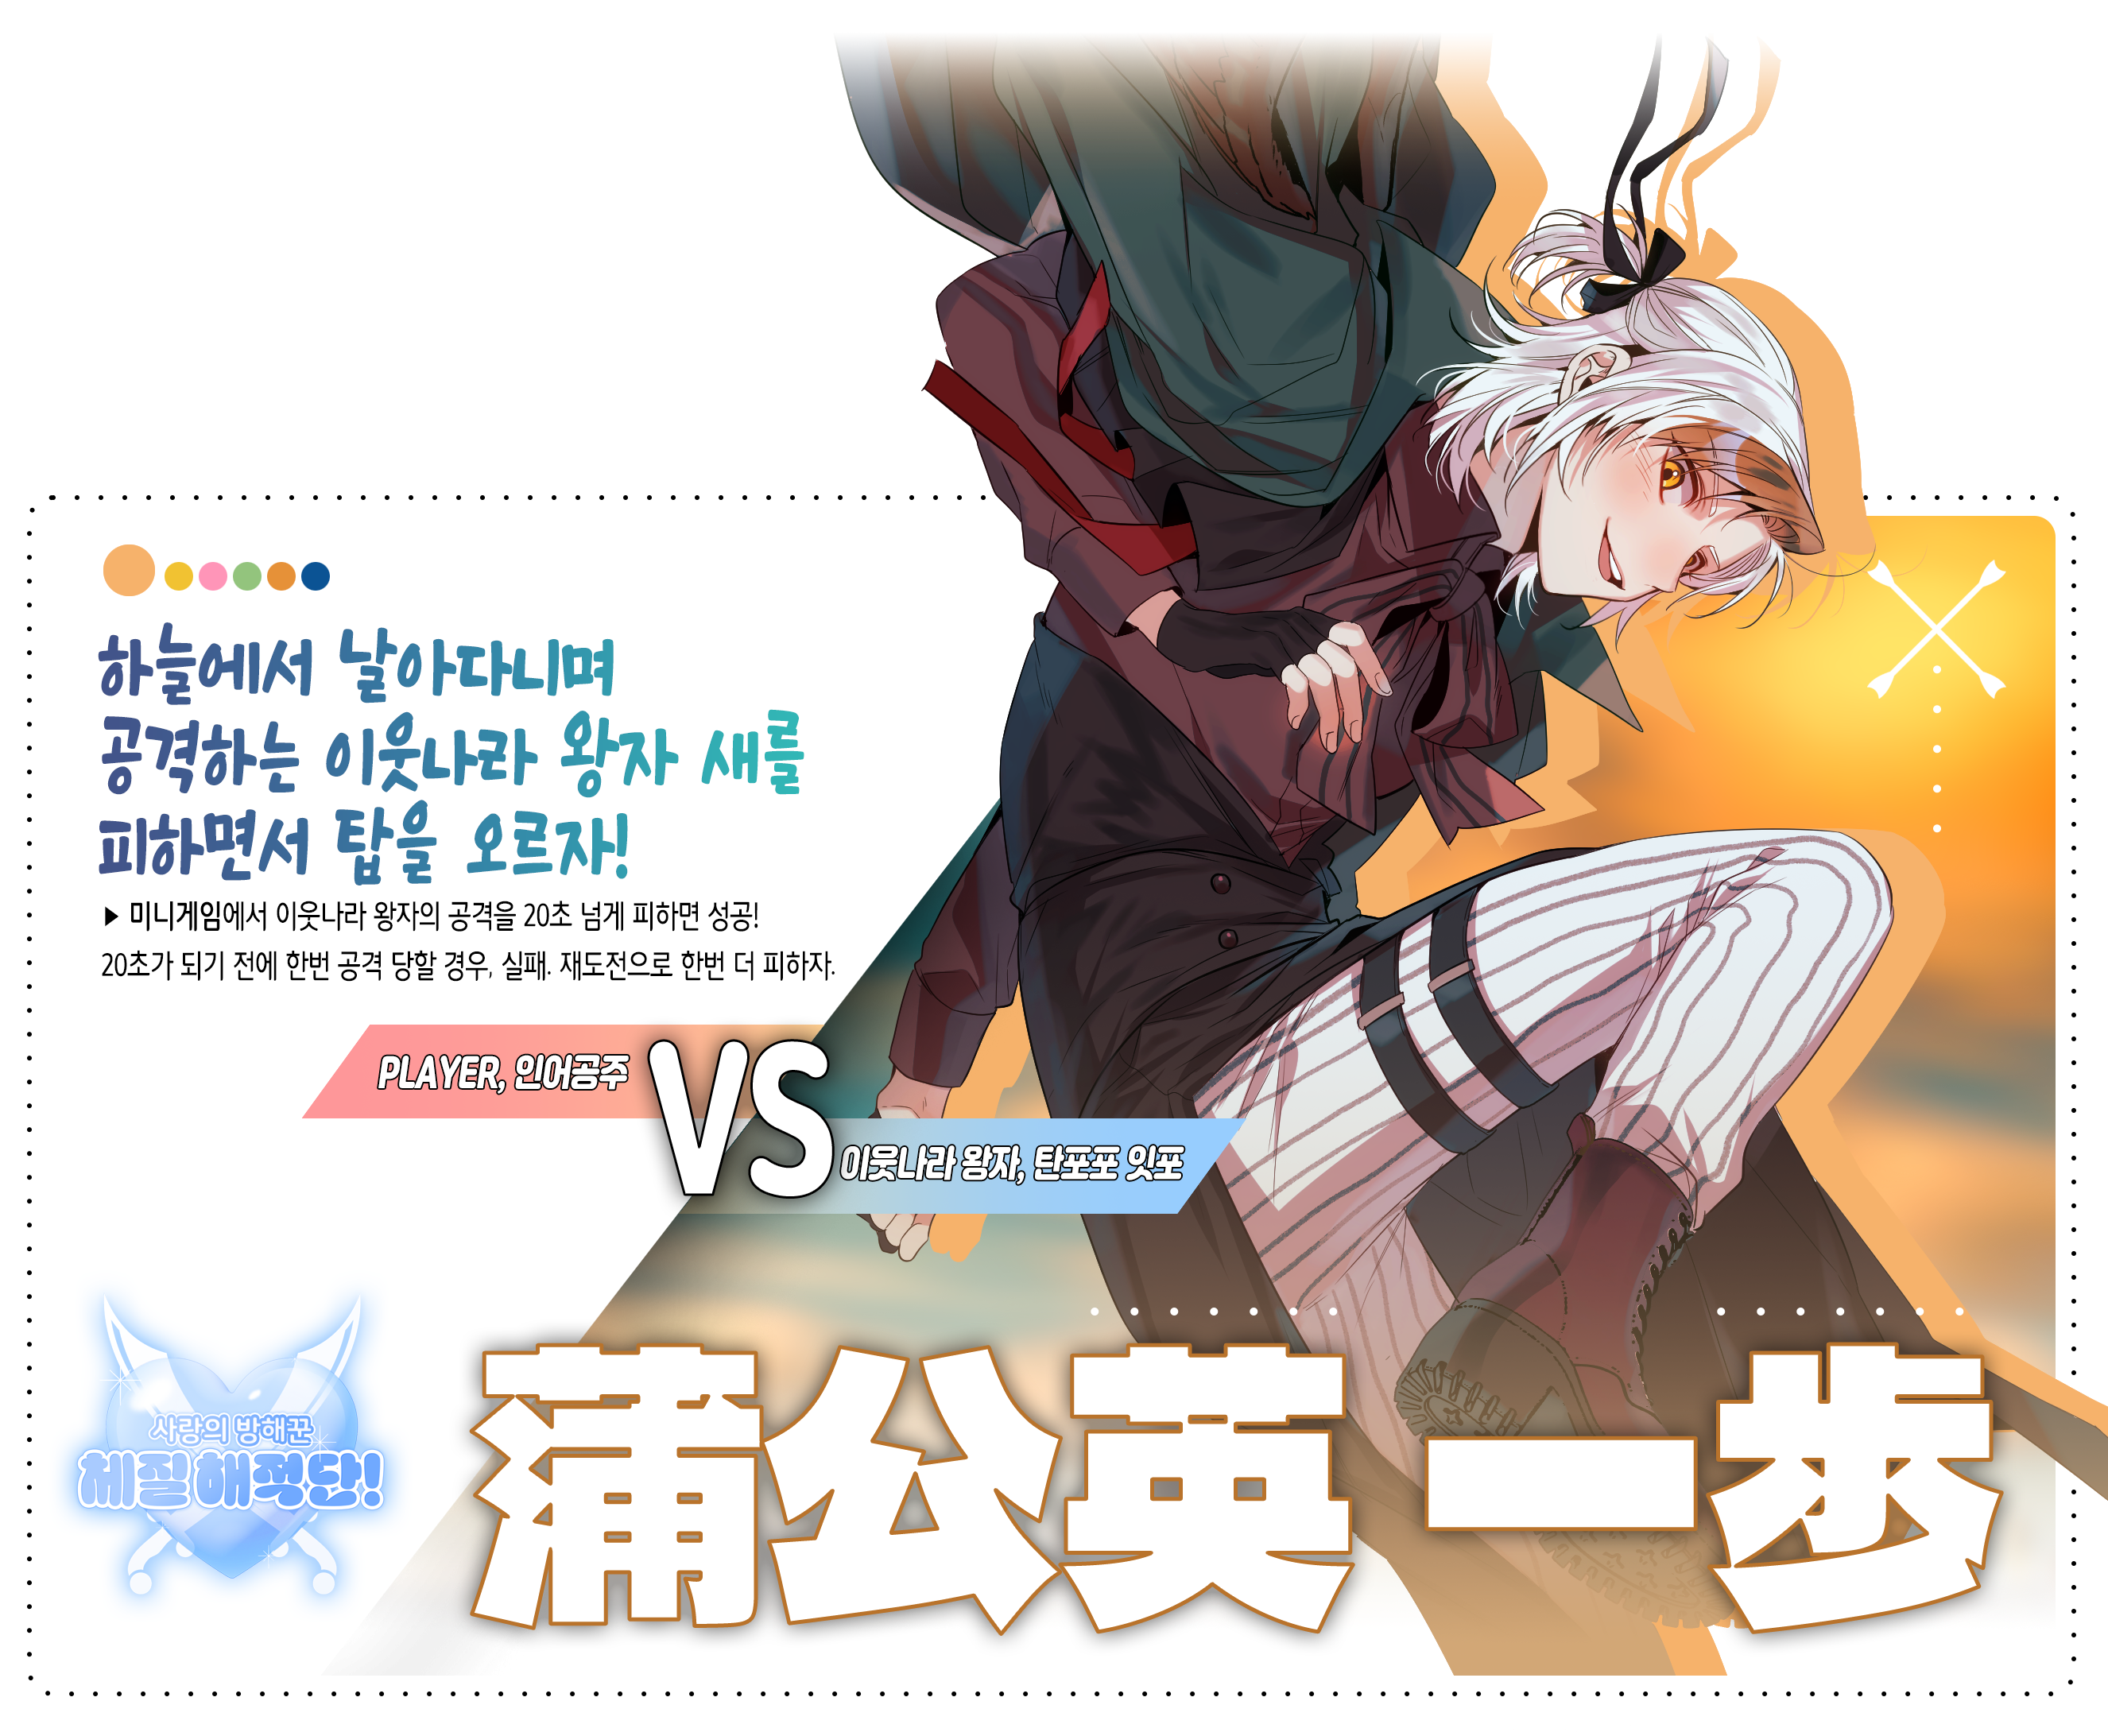 하늘에서 날아다니며
공격하는 이웃나라 왕자 새를
피하면서 탑을 오르자!
▶ 미니게임에서 이웃나라 왕자의 공격을 20초 넘게 피하면 성공!
20초가 되기 전에 한번 공격 당할 경우, 실패. 재도전으로 한번 더 피하자.
PLAYER, 인어공주
VS
이웃나라 왕자, 탄포포 잇포
사랑의 방해꾼
체질해적단!
蒲公英 一歩